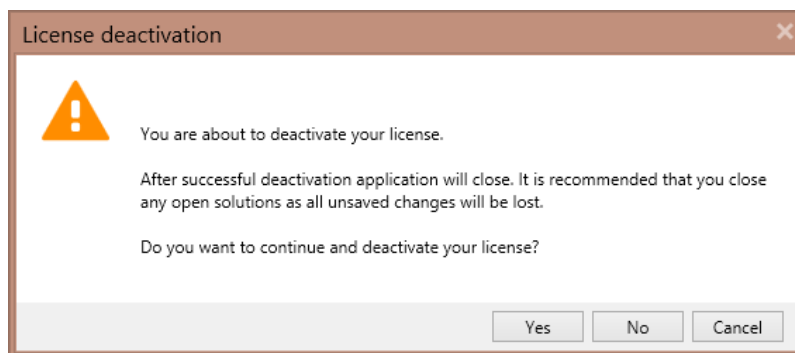 License deactivation
You are about to deactivate your license.
After successful deactivation application will close. It is recommended that you close
any open solutions as all unsaved changes will be lost.
Do you want to continue and deactivate your license?
Yes No Cancel